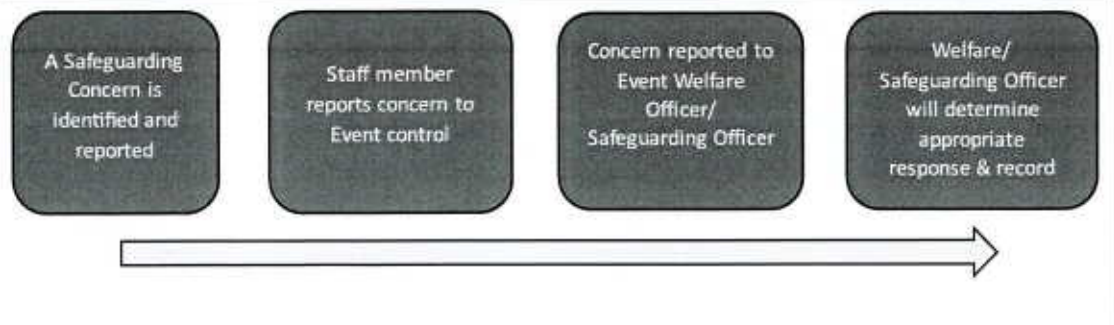 A Safeguarding
Concern is
identified and
reported
Staff member
reports concern to
Event control
Concern reported to
Event Welfare
Officer/
Safeguarding Officer
Welfare/
Safeguarding Officer
will determine
appropriate
response & record